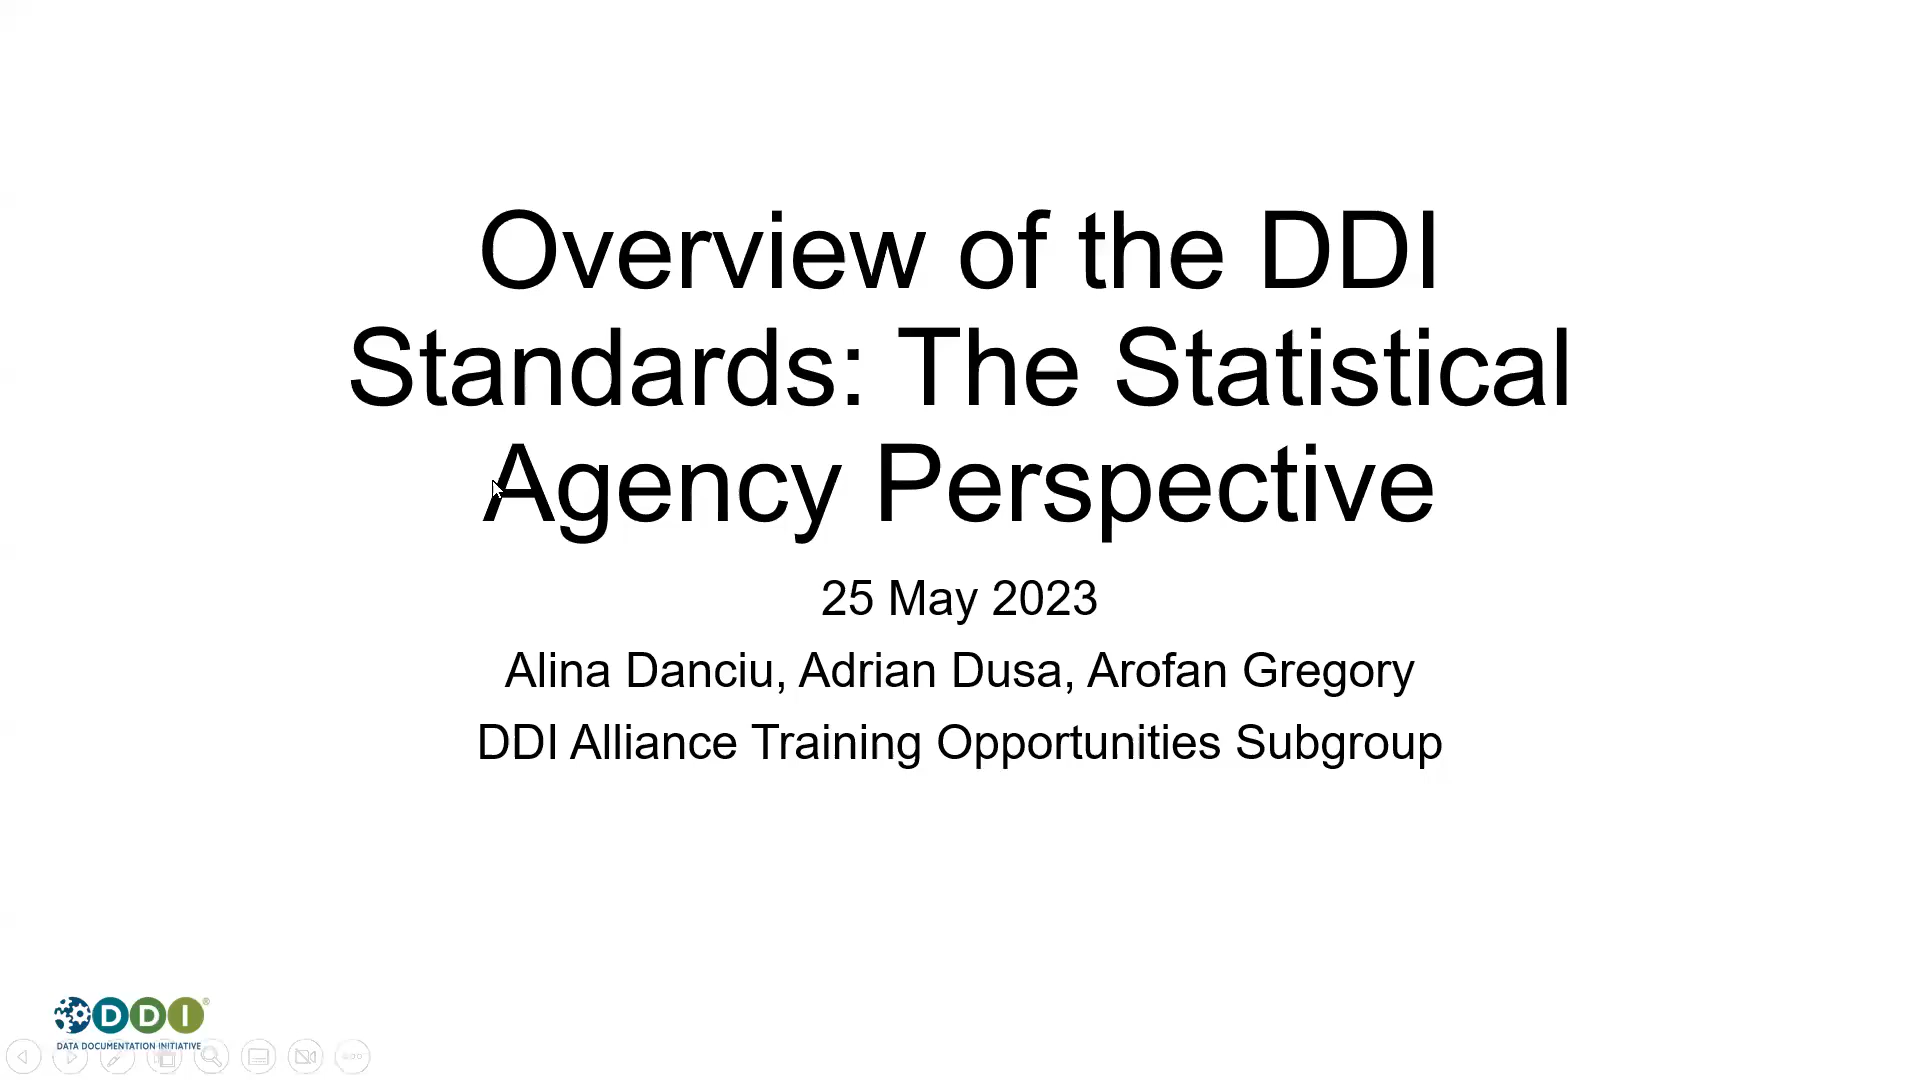 Overview of the DDI
Standards: The Statistical
Agency Perspective
25 May 2023
Alina Danciu, Adrian Dusa, Arofan Gregory
DDI Alliance Training Opportunities Subgroup
DDI®
DATA DOCUMENTATION INITIATIVE